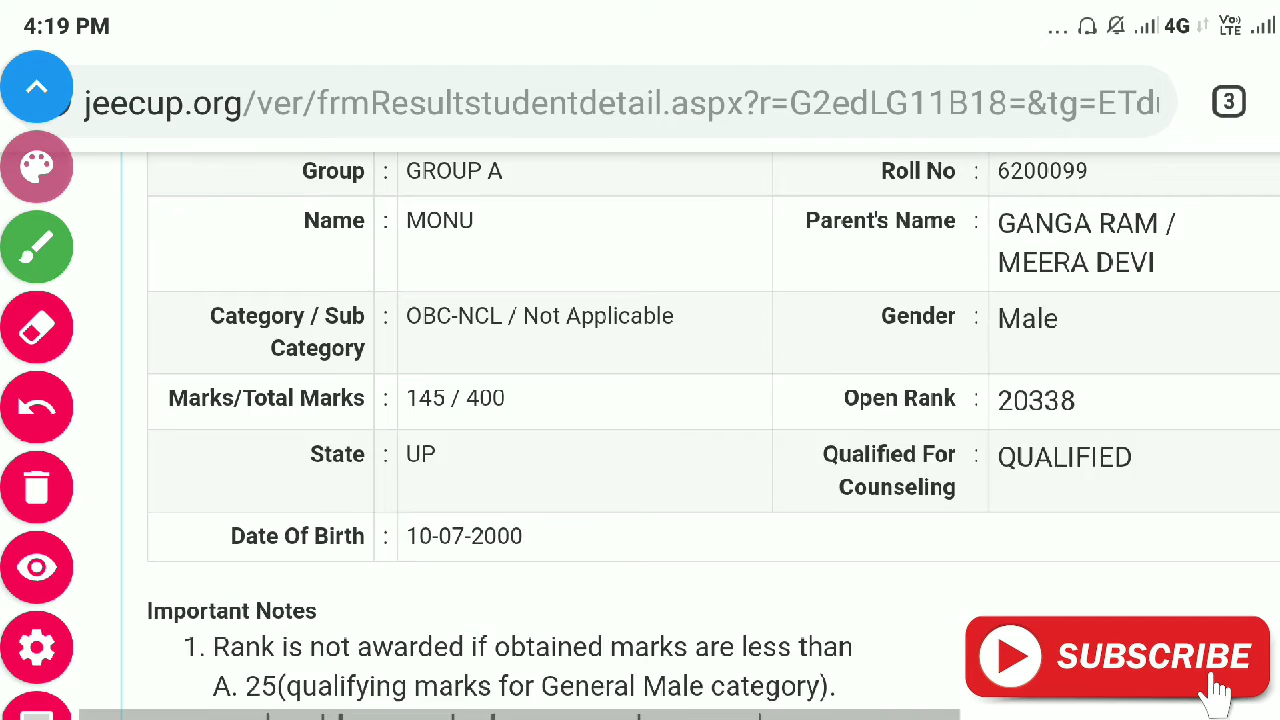 4:19 PM
... 4G Vo)) LTE
jeecup.org/ver/frmResultstudentdetail.aspx?r=G2edLG11B18=&tg=ETd
3
Group : GROUP A Roll No : 6200099
Name : MONU Parent's Name : GANGA RAM /
MEERA DEVI
Category / Sub : OBC-NCL / Not Applicable Gender : Male
Category
Marks/Total Marks : 145 / 400 Open Rank : 20338
State : UP Qualified For : QUALIFIED
Counseling
Date Of Birth : 10-07-2000
Important Notes
1. Rank is not awarded if obtained marks are less than
A. 25(qualifying marks for General Male category).
SUBSCRIBE